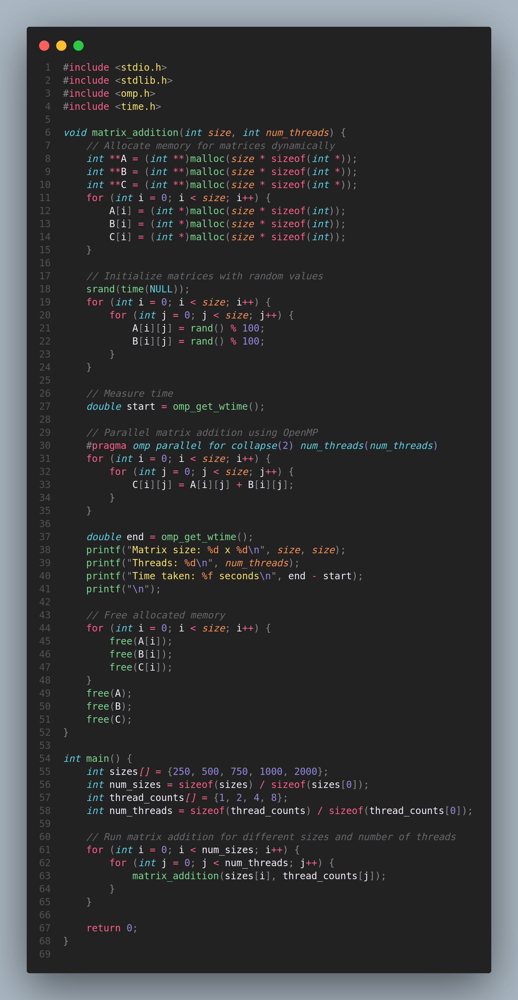 1 #include <stdio.h>
2 #include <stdlib.h>
3 #include <omp.h>
4 #include <time.h>
5
6 void matrix_addition(int size, int num_threads) {
7     // Allocate memory for matrices dynamically
8     int **A = (int **)malloc(size * sizeof(int *));
9     int **B = (int **)malloc(size * sizeof(int *));
10     int **C = (int **)malloc(size * sizeof(int *));
11     for (int i = 0; i < size; i++) {
12         A[i] = (int *)malloc(size * sizeof(int));
13         B[i] = (int *)malloc(size * sizeof(int));
14         C[i] = (int *)malloc(size * sizeof(int));
15     }
16
17     // Initialize matrices with random values
18     srand(time(NULL));
19     for (int i = 0; i < size; i++) {
20         for (int j = 0; j < size; j++) {
21             A[i][j] = rand() % 100;
22             B[i][j] = rand() % 100;
23         }
24     }
25
26     // Measure time
27     double start = omp_get_wtime();
28
29     // Parallel matrix addition using OpenMP
30     #pragma omp parallel for collapse(2) num_threads(num_threads)
31     for (int i = 0; i < size; i++) {
32         for (int j = 0; j < size; j++) {
33             C[i][j] = A[i][j] + B[i][j];
34         }
35     }
36
37     double end = omp_get_wtime();
38     printf("Matrix size: %d x %d\n", size, size);
39     printf("Threads: %d\n", num_threads);
40     printf("Time taken: %f seconds\n", end - start);
41     printf("\n");
42
43     // Free allocated memory
44     for (int i = 0; i < size; i++) {
45         free(A[i]);
46         free(B[i]);
47         free(C[i]);
48     }
49     free(A);
50     free(B);
51     free(C);
52 }
53
54 int main() {
55     int sizes[] = {250, 500, 750, 1000, 2000};
56     int num_sizes = sizeof(sizes) / sizeof(sizes[0]);
57     int thread_counts[] = {1, 2, 4, 8};
58     int num_threads = sizeof(thread_counts) / sizeof(thread_counts[0]);
59
60     // Run matrix addition for different sizes and number of threads
61     for (int i = 0; i < num_sizes; i++) {
62         for (int j = 0; j < num_threads; j++) {
63             matrix_addition(sizes[i], thread_counts[j]);
64         }
65     }
66
67     return 0;
68 }
69